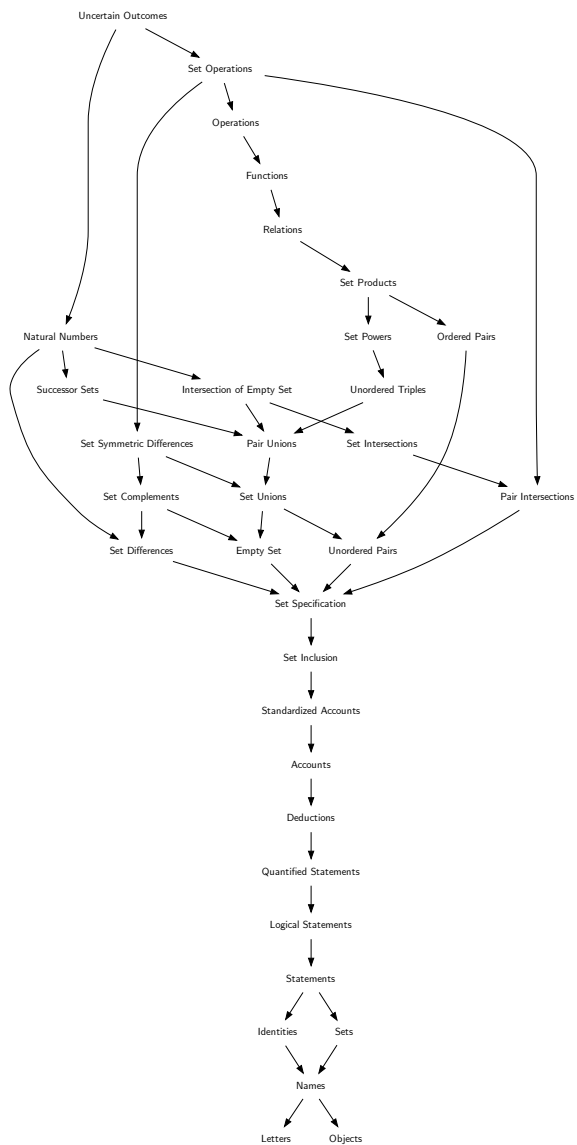 Uncertain Outcomes
Set Operations
Operations
Functions
Relations
Set Products
Natural Numbers
Set Powers
Ordered Pairs
Successor Sets
Intersection of Empty Set
Unordered Triples
Set Symmetric Differences
Pair Unions
Set Intersections
Set Complements
Set Unions
Pair Intersections
Set Differences
Empty Set
Unordered Pairs
Set Specification
Set Inclusion
Standardized Accounts
Accounts
Deductions
Quantified Statements
Logical Statements
Statements
Identities
Sets
Names
Letters
Objects